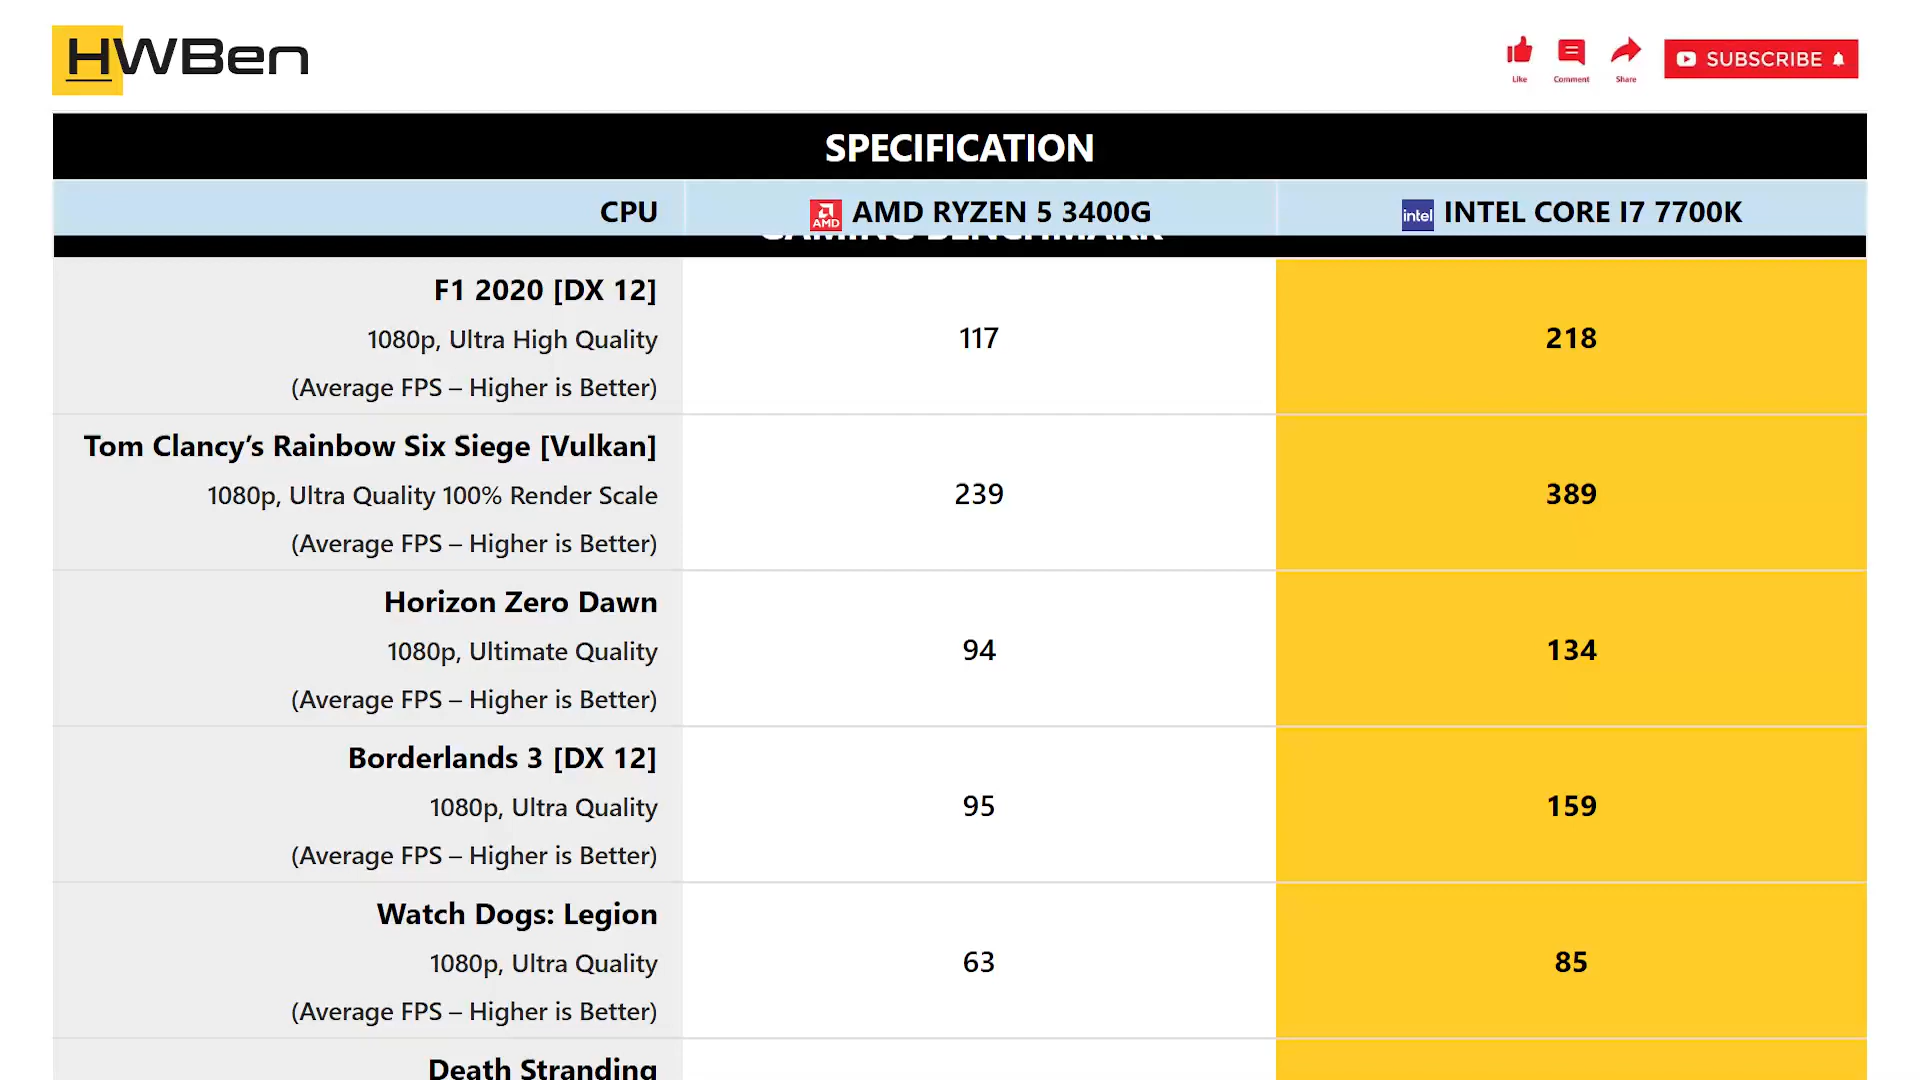 HWBen
Like
Comment
Share
SUBSCRIBE
SPECIFICATION
CPU
AMD
AMD RYZEN 5 3400G
intel
INTEL CORE I7 7700K
GAMING BENCHMARK
F1 2020 [DX 12]
1080p, Ultra High Quality
(Average FPS – Higher is Better)
117
218
Tom Clancy’s Rainbow Six Siege [Vulkan]
1080p, Ultra Quality 100% Render Scale
(Average FPS – Higher is Better)
239
389
Horizon Zero Dawn
1080p, Ultimate Quality
(Average FPS – Higher is Better)
94
134
Borderlands 3 [DX 12]
1080p, Ultra Quality
(Average FPS – Higher is Better)
95
159
Watch Dogs: Legion
1080p, Ultra Quality
(Average FPS – Higher is Better)
63
85
Death Stranding